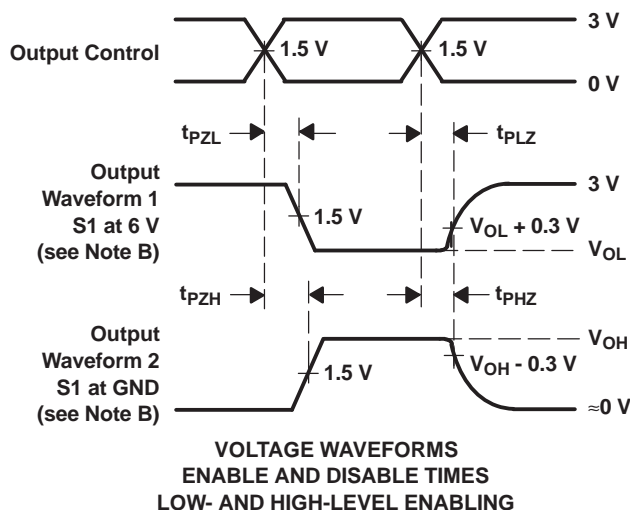 3 V
Output Control
1.5 V
1.5 V
0 V
tPZL
tPLZ
Output
Waveform 1
S1 at 6 V
(see Note B)
3 V
1.5 V
VOL + 0.3 V
VOL
tPZH
tPHZ
Output
Waveform 2
S1 at GND
(see Note B)
VOH
1.5 V
VOH - 0.3 V
≈0 V
VOLTAGE WAVEFORMS
ENABLE AND DISABLE TIMES
LOW- AND HIGH-LEVEL ENABLING